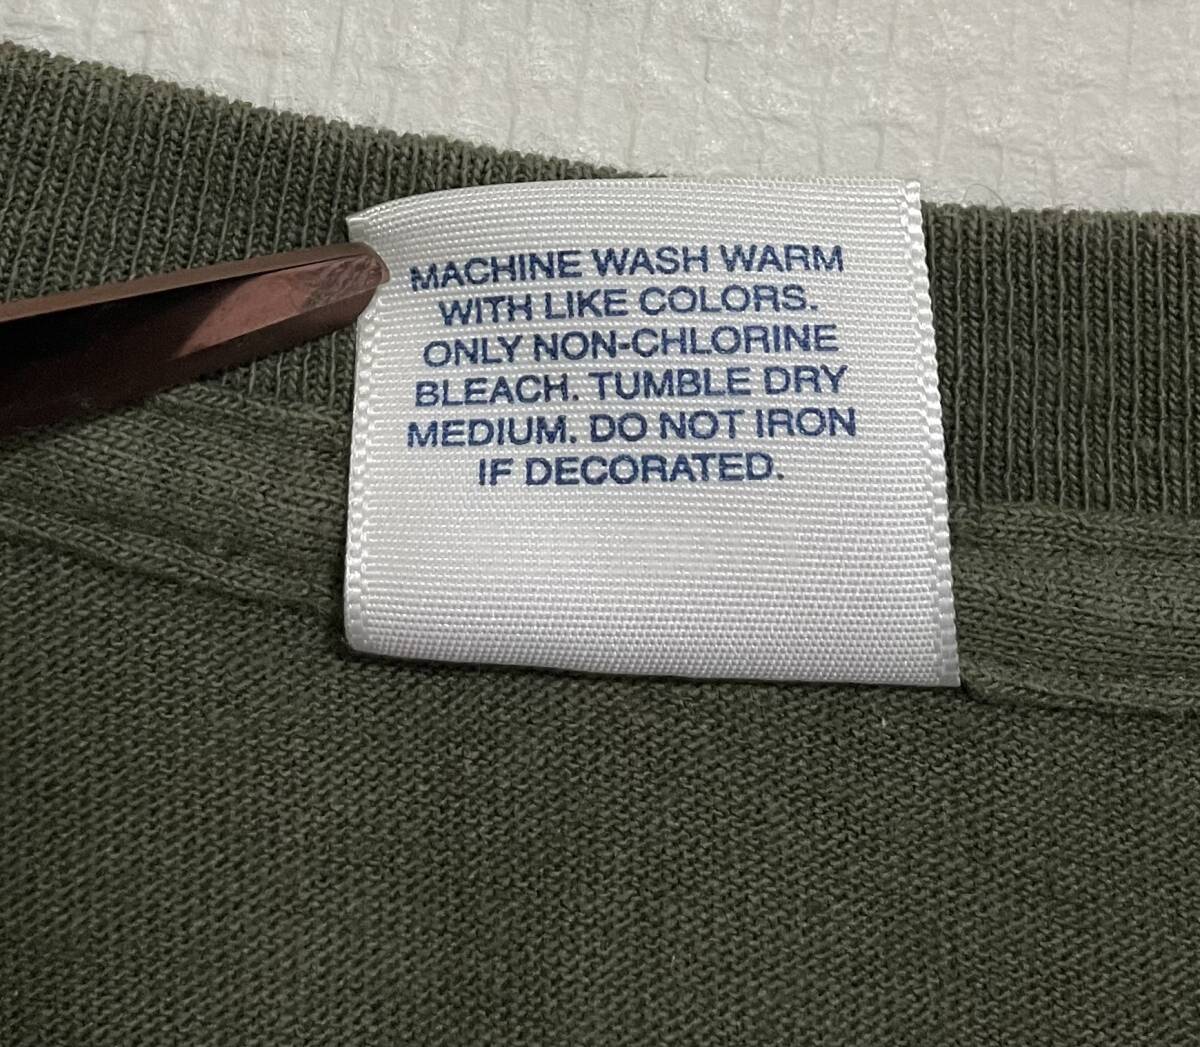 MACHINE WASH WARM
WITH LIKE COLORS.
ONLY NON-CHLORINE
BLEACH. TUMBLE DRY
MEDIUM. DO NOT IRON
IF DECORATED.